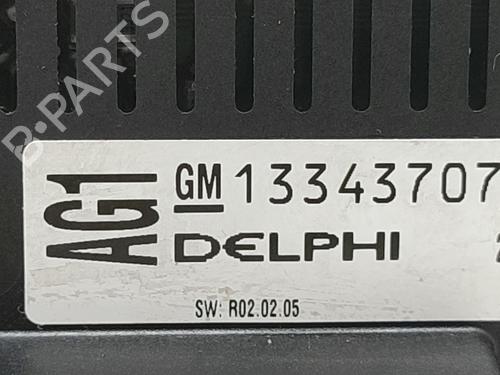 B-PARTS
AG1
GM 13343707
DELPHI
SW: R02.02.05